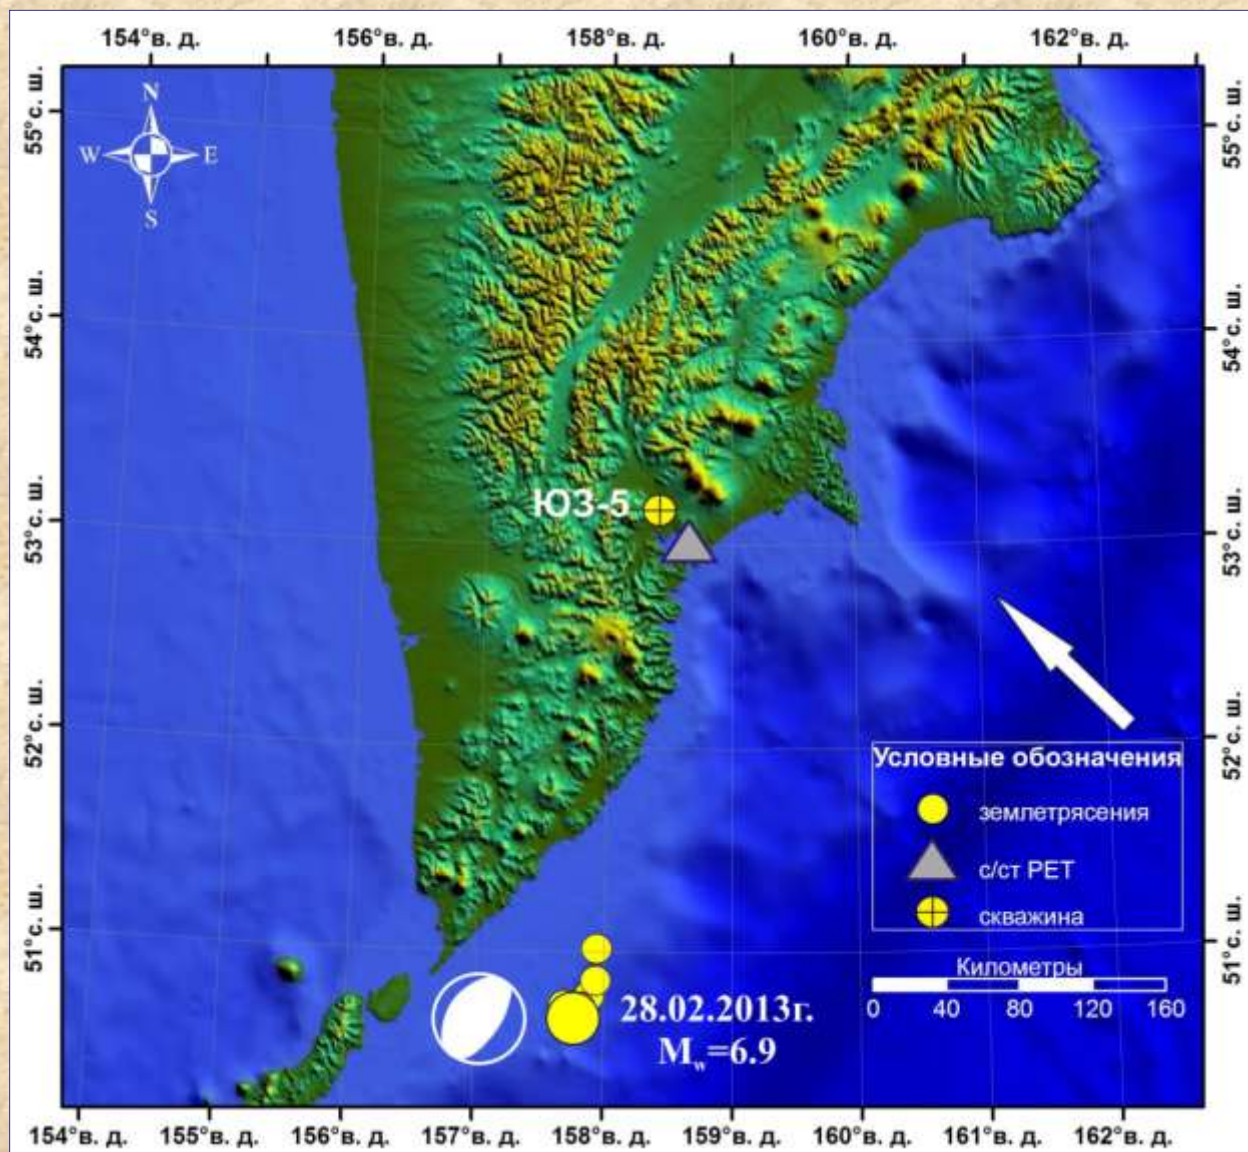 154°в. д. 156°в. д. 158°в. д. 160°в. д. 162°в. д.
55°с. ш.
55°с. ш.
N
W E
S
54°с. ш.
54°с. ш.
ЮЗ-5
53°с. ш.
53°с. ш.
52°с. ш.
52°с. ш.
Условные обозначения
землетрясения
с/ст PET
скважина
51°с. ш.
51°с. ш.
Километры
0 40 80 120 160
28.02.2013г.
Mw=6.9
154°в. д. 155°в. д. 156°в. д. 157°в. д. 158°в. д. 159°в. д. 160°в. д. 161°в. д. 162°в. д.